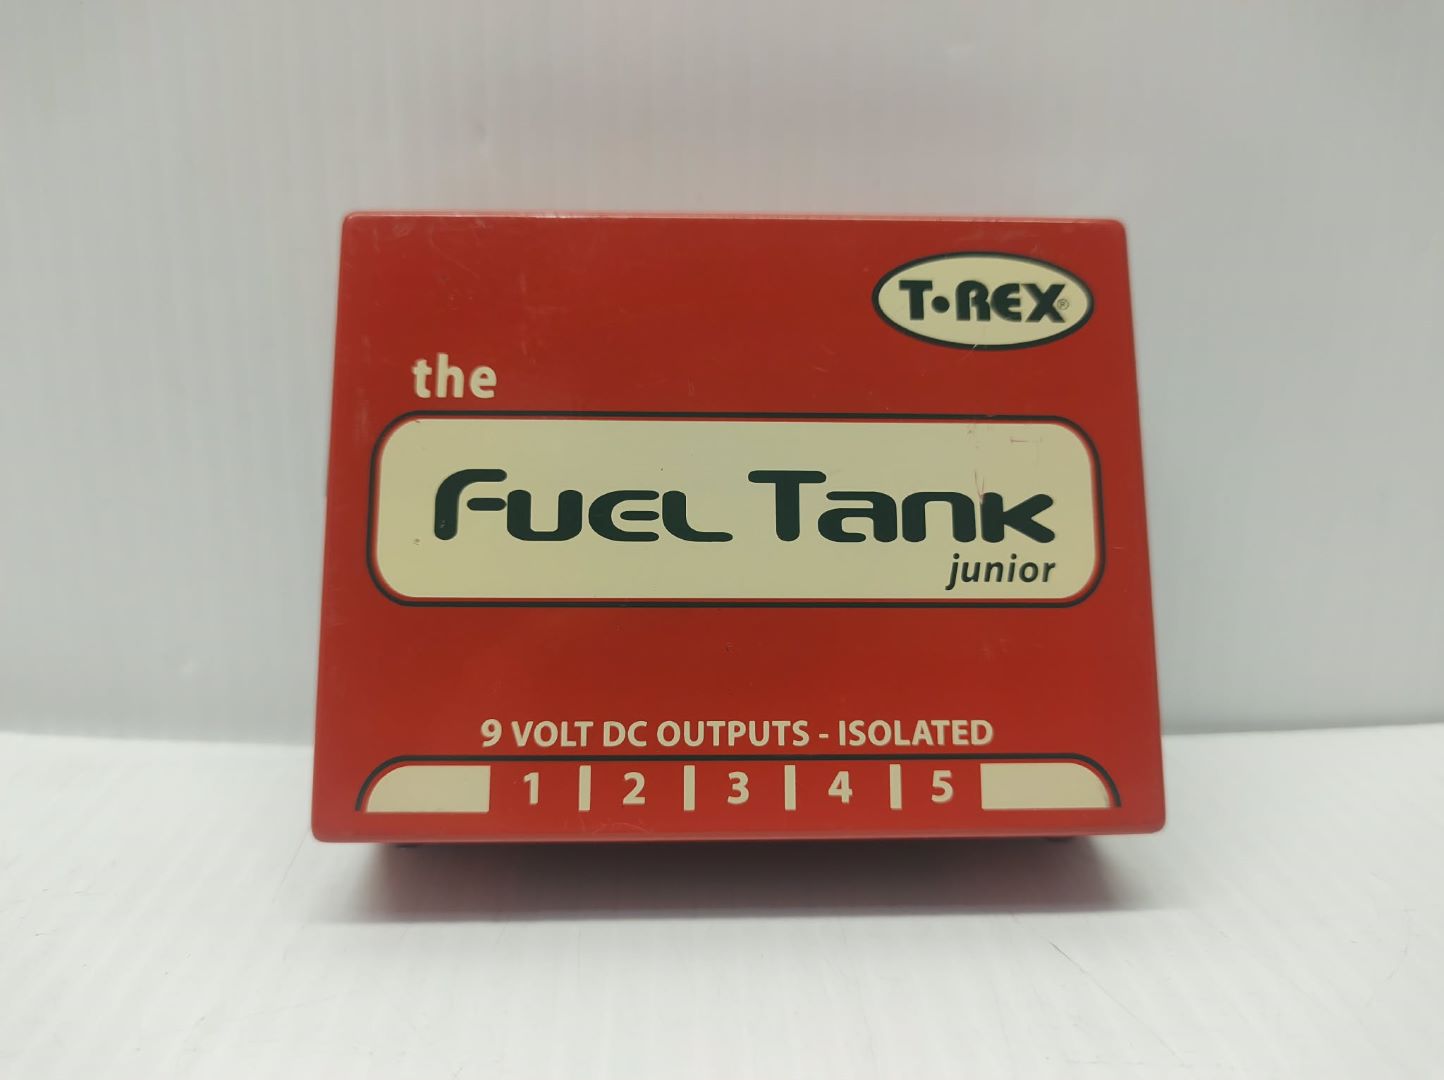 T•REX®
the
Fuel Tank
junior
9 VOLT DC OUTPUTS - ISOLATED
1 | 2 | 3 | 4 | 5